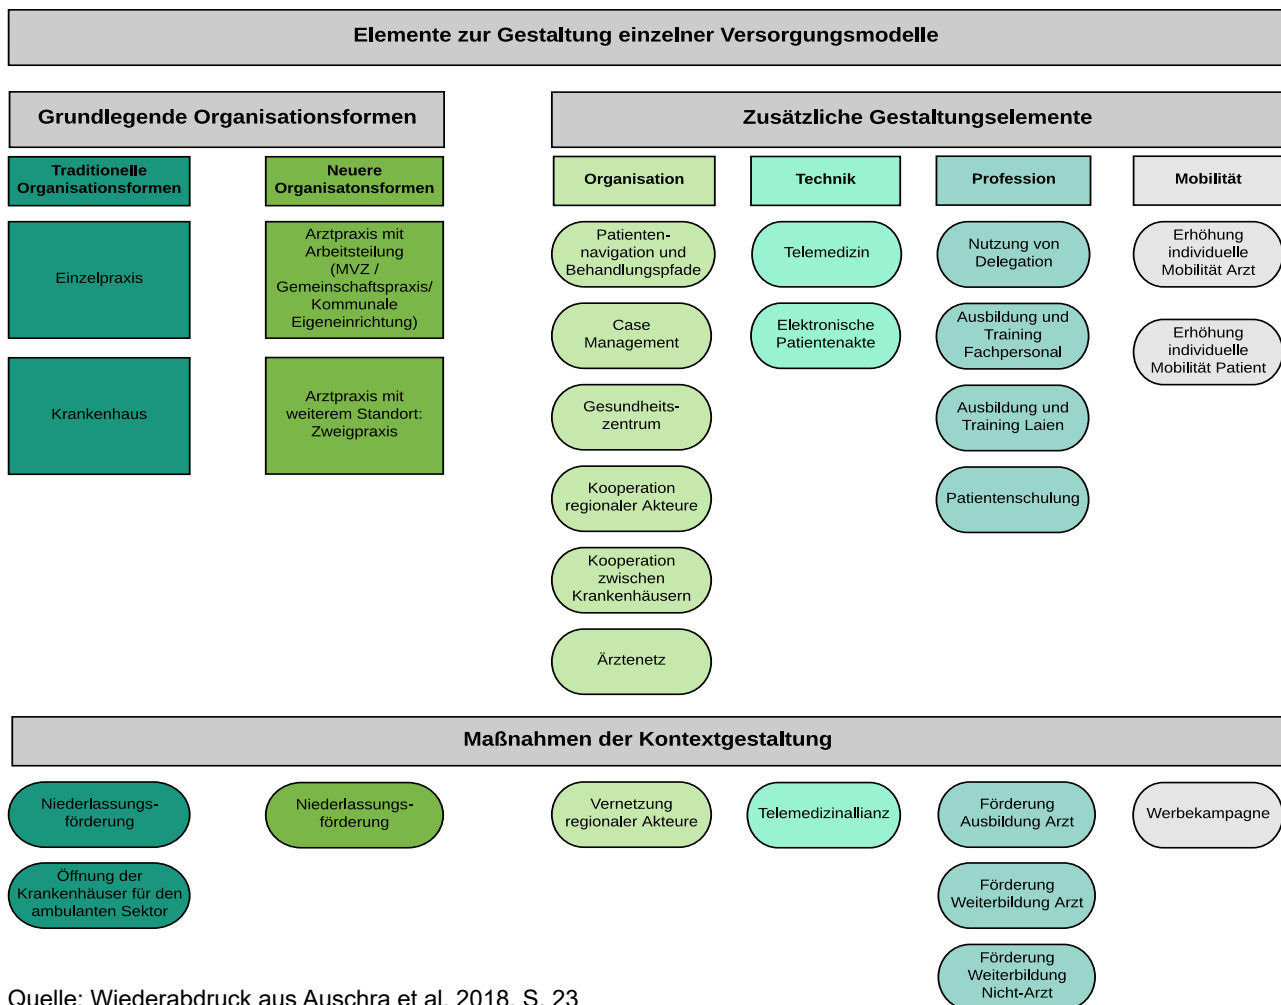 Elemente zur Gestaltung einzelner Versorgungsmodelle
Grundlegende Organisationsformen
Zusätzliche Gestaltungselemente
Traditionelle
Organisationsformen
Neuere
Organisatonsformen
Organisation
Technik
Profession
Mobilität
Einzelpraxis
Krankenhaus
Arztpraxis mit
Arbeitsteilung
(MVZ /
Gemeinschaftspraxis/
Kommunale
Eigeneinrichtung)
Arztpraxis mit
weiterem Standort:
Zweigpraxis
Patienten-
navigation und
Behandlungspfade
Case
Management
Gesundheits-
zentrum
Kooperation
regionaler Akteure
Kooperation
zwischen
Krankenhäusern
Ärztenetz
Telemedizin
Elektronische
Patientenakte
Nutzung von
Delegation
Ausbildung und
Training
Fachpersonal
Ausbildung und
Training Laien
Patientenschulung
Erhöhung
individuelle
Mobilität Arzt
Erhöhung
individuelle
Mobilität Patient
Maßnahmen der Kontextgestaltung
Niederlassungs-
förderung
Öffnung der
Krankenhäuser für den
ambulanten Sektor
Niederlassungs-
förderung
Vernetzung
regionaler Akteure
Telemedizinallianz
Förderung
Ausbildung Arzt
Förderung
Weiterbildung Arzt
Förderung
Weiterbildung
Nicht-Arzt
Werbekampagne
Quelle: Wiederabdruck aus Auschra et al. 2018, S. 23